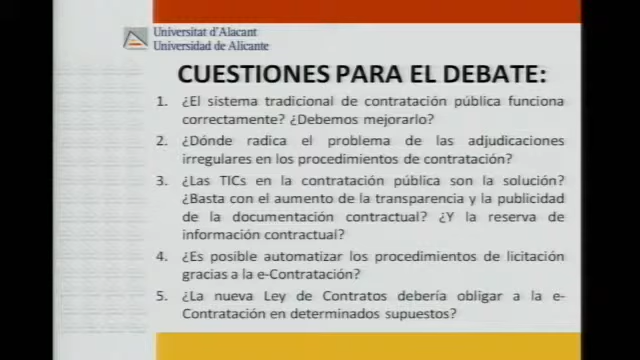 Universitat d'Alacant
Universidad de Alicante
CUESTIONES PARA EL DEBATE:
1. ¿El sistema tradicional de contratación pública funciona
correctamente? ¿Debemos mejorarlo?
2. ¿Dónde radica el problema de las adjudicaciones
irregulares en los procedimientos de contratación?
3. ¿Las TICs en la contratación pública son la solución?
¿Basta con el aumento de la transparencia y la publicidad
de la documentación contractual? ¿Y la reserva de
información contractual?
4. ¿Es posible automatizar los procedimientos de licitación
gracias a la e-Contratación?
5. ¿La nueva Ley de Contratos debería obligar a la e-
Contratación en determinados supuestos?